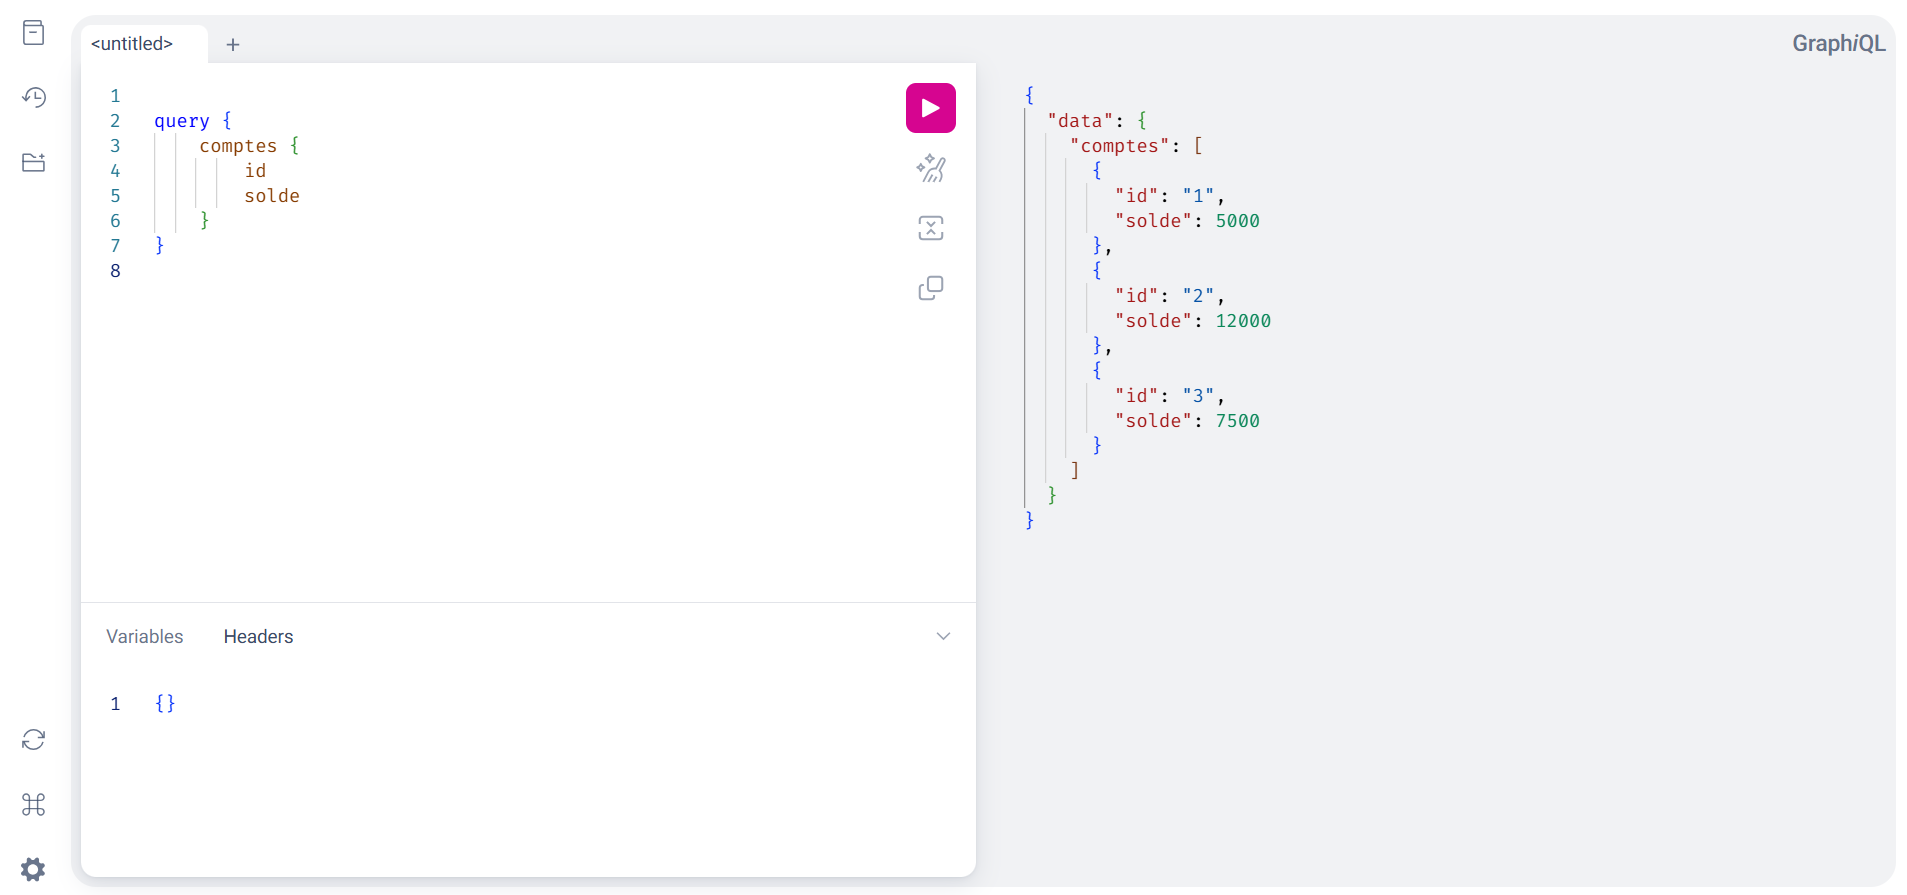 <untitled>
+
GraphiQL
1
2 query {
3 comptes {
4 id
5 solde
6 }
7 }
8
{
"data": {
"comptes": [
{
"id": "1",
"solde": 5000
},
{
"id": "2",
"solde": 12000
},
{
"id": "3",
"solde": 7500
}
]
}
}
Variables Headers
1 {}